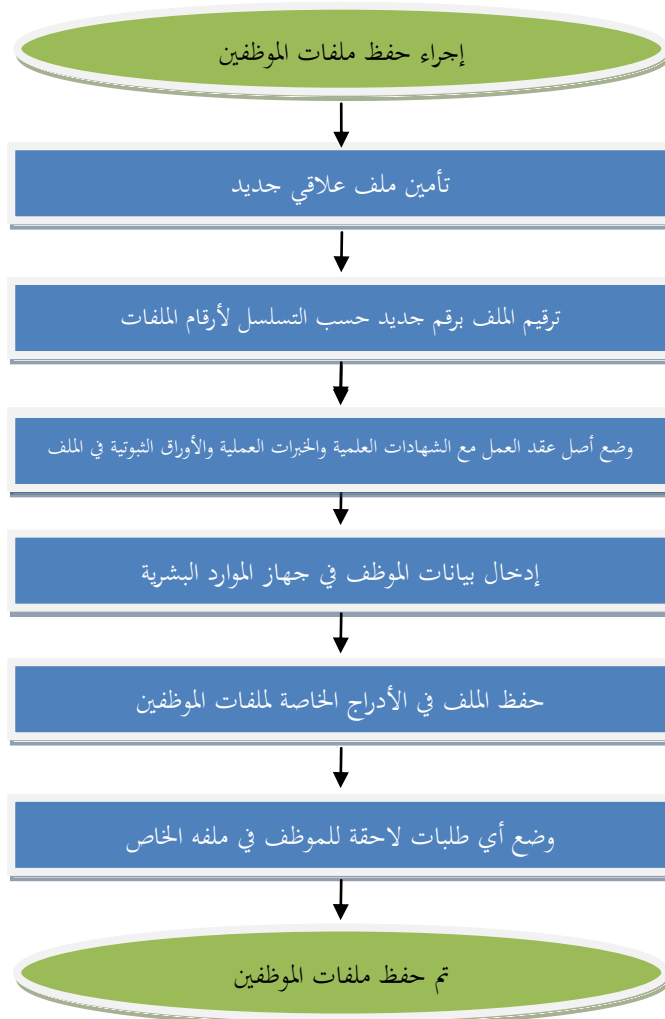 إجراء حفظ ملفات الموظفين
تأمين ملف علاقي جديد
ترقيم الملف برقم جديد حسب التسلسل لأرقام الملفات
وضع أصل عقد العمل مع الشهادات العلمية والخبرات العملية والأوراق الثبوتية في الملف
إدخال بيانات الموظف في جهاز الموارد البشرية
حفظ الملف في الأدراج الخاصة لملفات الموظفين
وضع أي طلبات لاحقة للموظف في ملفه الخاص
تم حفظ ملفات الموظفين